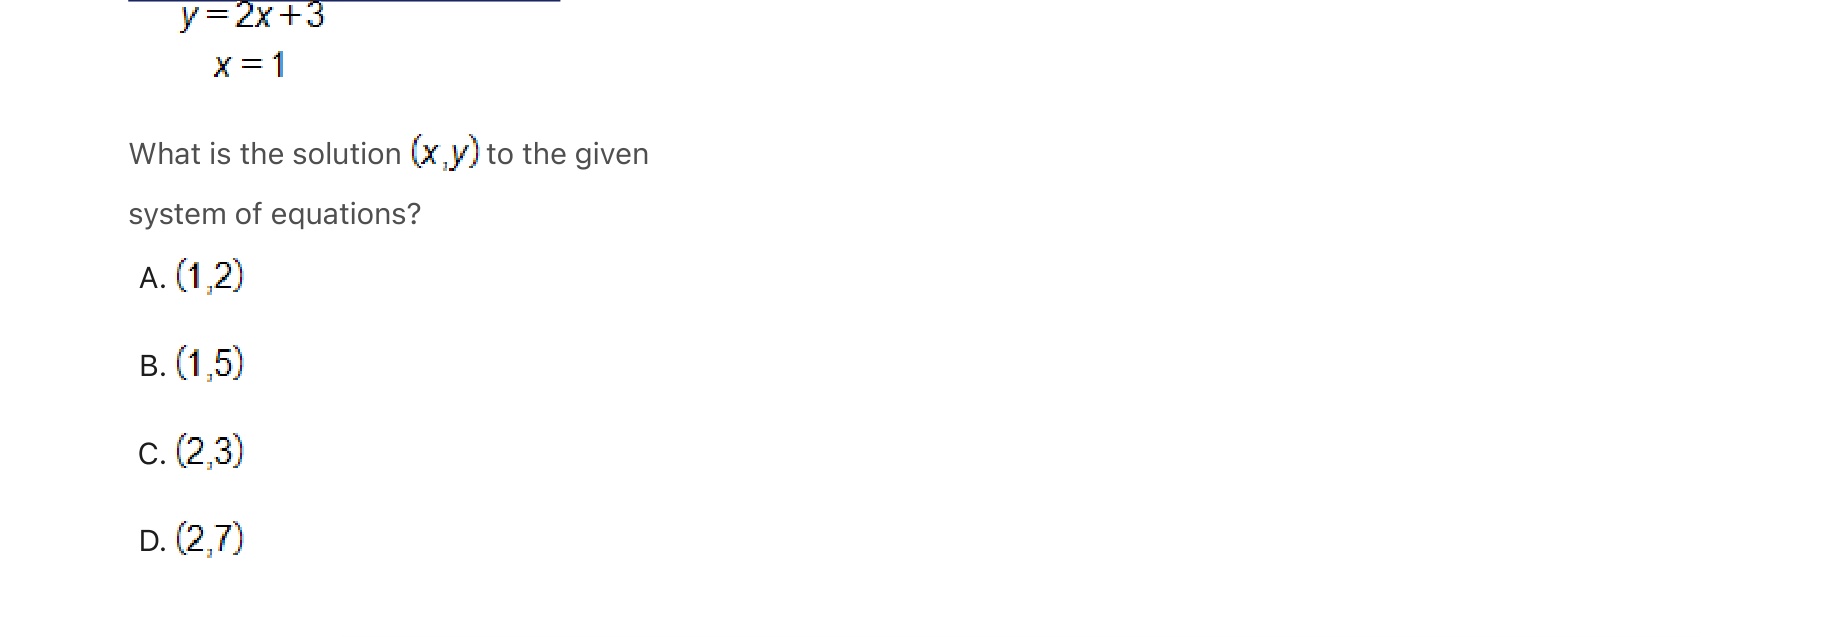 y = 2x + 3
x = 1
What is the solution (x,y) to the given
system of equations?
A. (1,2)
B. (1,5)
C. (2,3)
D. (2,7)